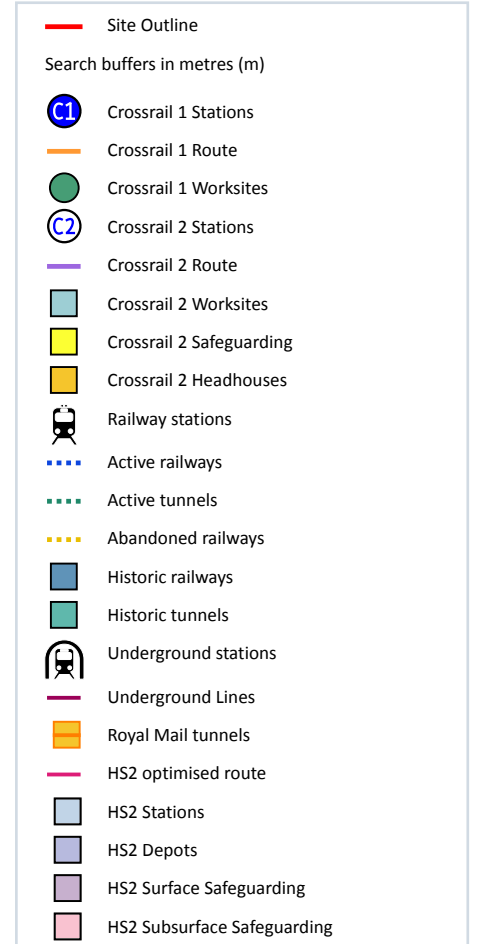 Site Outline
Search buffers in metres (m)
C1 Crossrail 1 Stations
Crossrail 1 Route
Crossrail 1 Worksites
C2 Crossrail 2 Stations
Crossrail 2 Route
Crossrail 2 Worksites
Crossrail 2 Safeguarding
Crossrail 2 Headhouses
Railway stations
Active railways
Active tunnels
Abandoned railways
Historic railways
Historic tunnels
Underground stations
Underground Lines
Royal Mail tunnels
HS2 optimised route
HS2 Stations
HS2 Depots
HS2 Surface Safeguarding
HS2 Subsurface Safeguarding